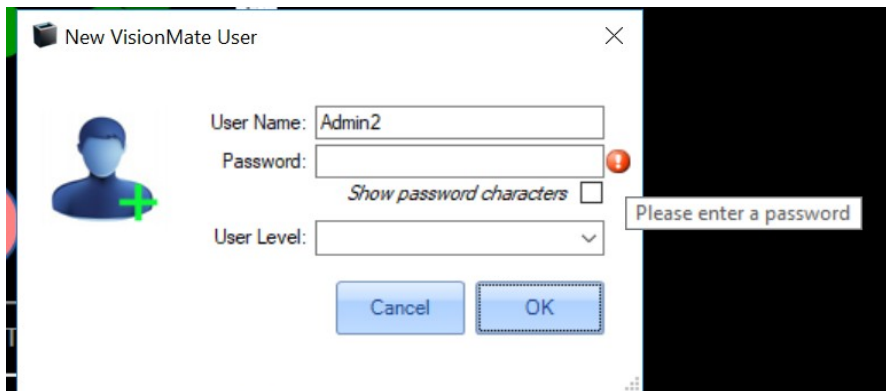 New VisionMate User
User Name: Admin2
Password:
Show password characters
Please enter a password
User Level:
Cancel OK
T